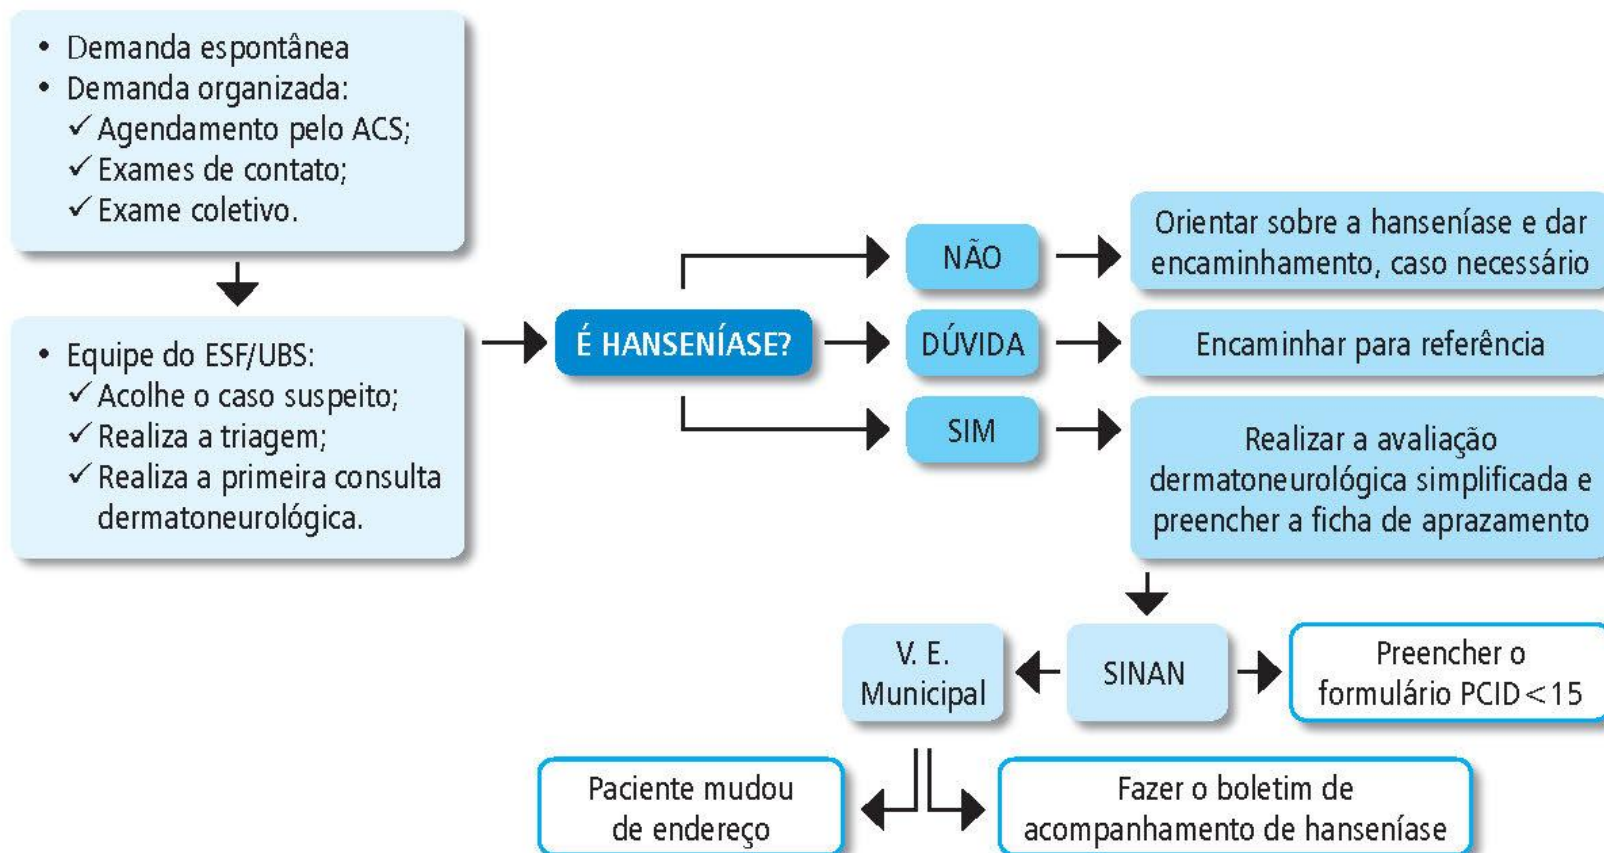 • Demanda espontânea
• Demanda organizada:
✓ Agendamento pelo ACS;
✓ Exames de contato;
✓ Exame coletivo.
• Equipe do ESF/UBS:
✓ Acolhe o caso suspeito;
✓ Realiza a triagem;
✓ Realiza a primeira consulta
dermatoneurológica.
É HANSENÍASE?
NÃO
Orientar sobre a hanseníase e dar
encaminhamento, caso necessário
DÚVIDA
Encaminhar para referência
SIM
Realizar a avaliação
dermatoneurológica simplificada e
preencher a ficha de aprazamento
V. E.
Municipal
SINAN
Preencher o
formulário PCID<15
Paciente mudou
de endereço
Fazer o boletim de
acompanhamento de hanseníase